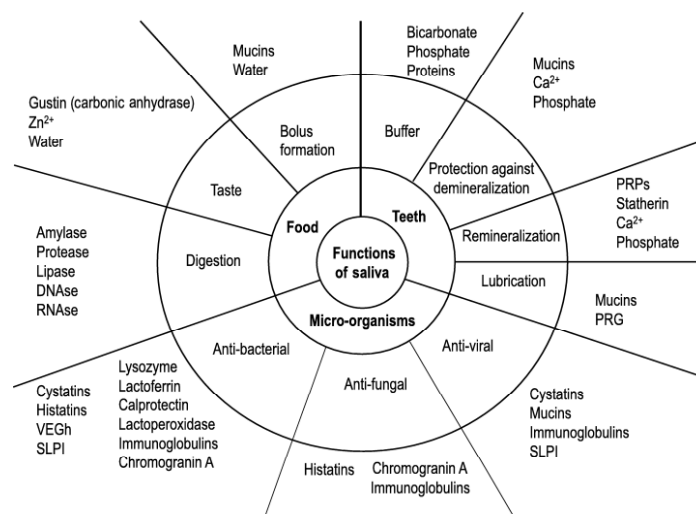 Functions
of saliva
Food
Teeth
Micro-organisms
Bolus
formation
Mucins
Water
Taste
Gustin (carbonic anhydrase)
Zn²⁺
Water
Digestion
Amylase
Protease
Lipase
DNAse
RNAse
Buffer
Bicarbonate
Phosphate
Proteins
Protection against
demineralization
Mucins
Ca²⁺
Phosphate
Remineralization
PRPs
Statherin
Ca²⁺
Phosphate
Lubrication
Mucins
PRG
Anti-viral
Cystatins
Mucins
Immunoglobulins
SLPI
Anti-fungal
Histatins
Chromogranin A
Immunoglobulins
Anti-bacterial
Cystatins
Histatins
VEGh
SLPI
Lysozyme
Lactoferrin
Calprotectin
Lactoperoxidase
Immunoglobulins
Chromogranin A